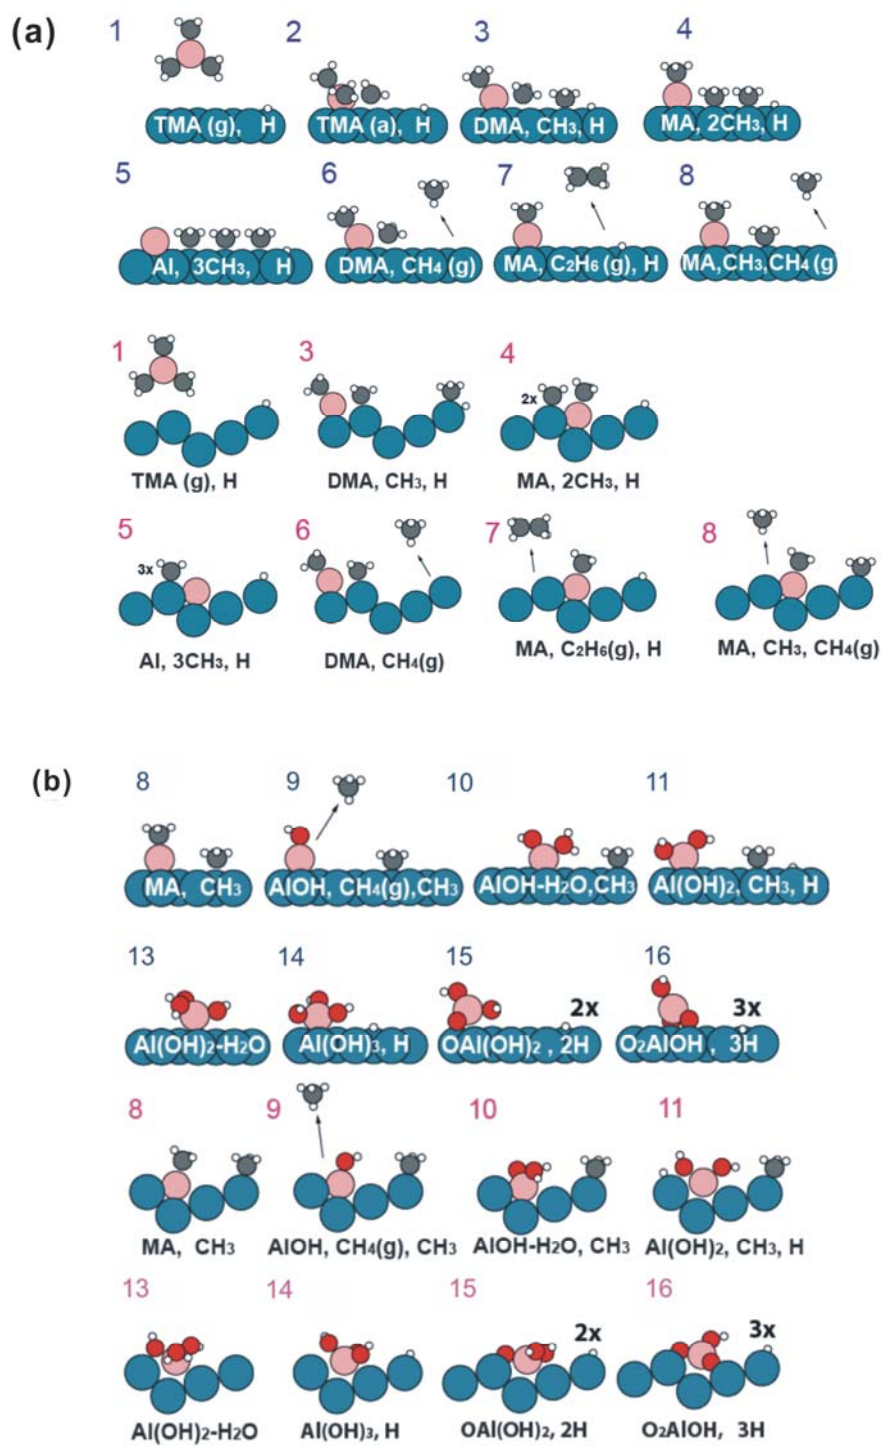 (a)
1 2 3 4
TMA (g), H TMA (a), H DMA, CH₃, H MA, 2CH₃, H
5 6 7 8
Al, 3CH₃, H DMA, CH₄ (g) MA, C₂H₆ (g), H MA,CH₃,CH₄ (g
1 3 4
2x
TMA (g), H DMA, CH₃, H MA, 2CH₃, H
5 6 7 8
3x
Al, 3CH₃, H DMA, CH₄(g) MA, C₂H₆(g), H MA, CH₃, CH₄(g)
(b)
8 9 10 11
MA, CH₃ AlOH, CH₄(g),CH₃ AlOH-H₂O,CH₃ Al(OH)₂, CH₃, H
13 14 15 16
2x 3x
Al(OH)₂-H₂O Al(OH)₃, H OAl(OH)₂ , 2H O₂AlOH , 3H
8 9 10 11
MA, CH₃ AlOH, CH₄(g), CH₃ AlOH-H₂O, CH₃ Al(OH)₂, CH₃, H
13 14 15 16
2x 3x
Al(OH)₂-H₂O Al(OH)₃, H OAl(OH)₂, 2H O₂AlOH, 3H